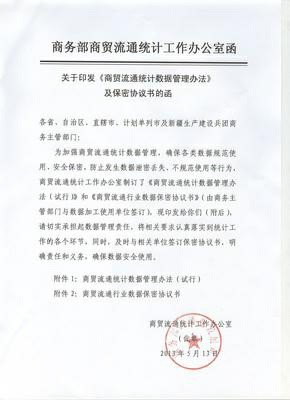 商务部商贸流通统计工作办公室函
关于印发《商贸流通统计数据管理办法》
及保密协议书的函
各省、自治区、直辖市、计划单列市及新疆生产建设兵团商
务主管部门:
为加强商贸流通统计数据管理,确保各类数据规范使
用、安全保密,防止发生数据泄密丢失、不规范使用等行为,
商贸流通统计工作办公室制订了《商贸流通统计数据管理办
法(试行)》和《商贸流通行业数据保密协议书》(由商务主
管部门与数据加工使用单位签订),现印发给你们(附后),
请切实承担起数据管理责任,将相关要求认真落实到统计工
作的各个环节,同时,及时与相关单位签订保密协议书,明
确责任和义务,确保数据安全使用。
附件1:商贸流通统计数据管理办法(试行)
附件2:商贸流通行业数据保密协议书
商贸流通统计工作办公室
2013年5月13日